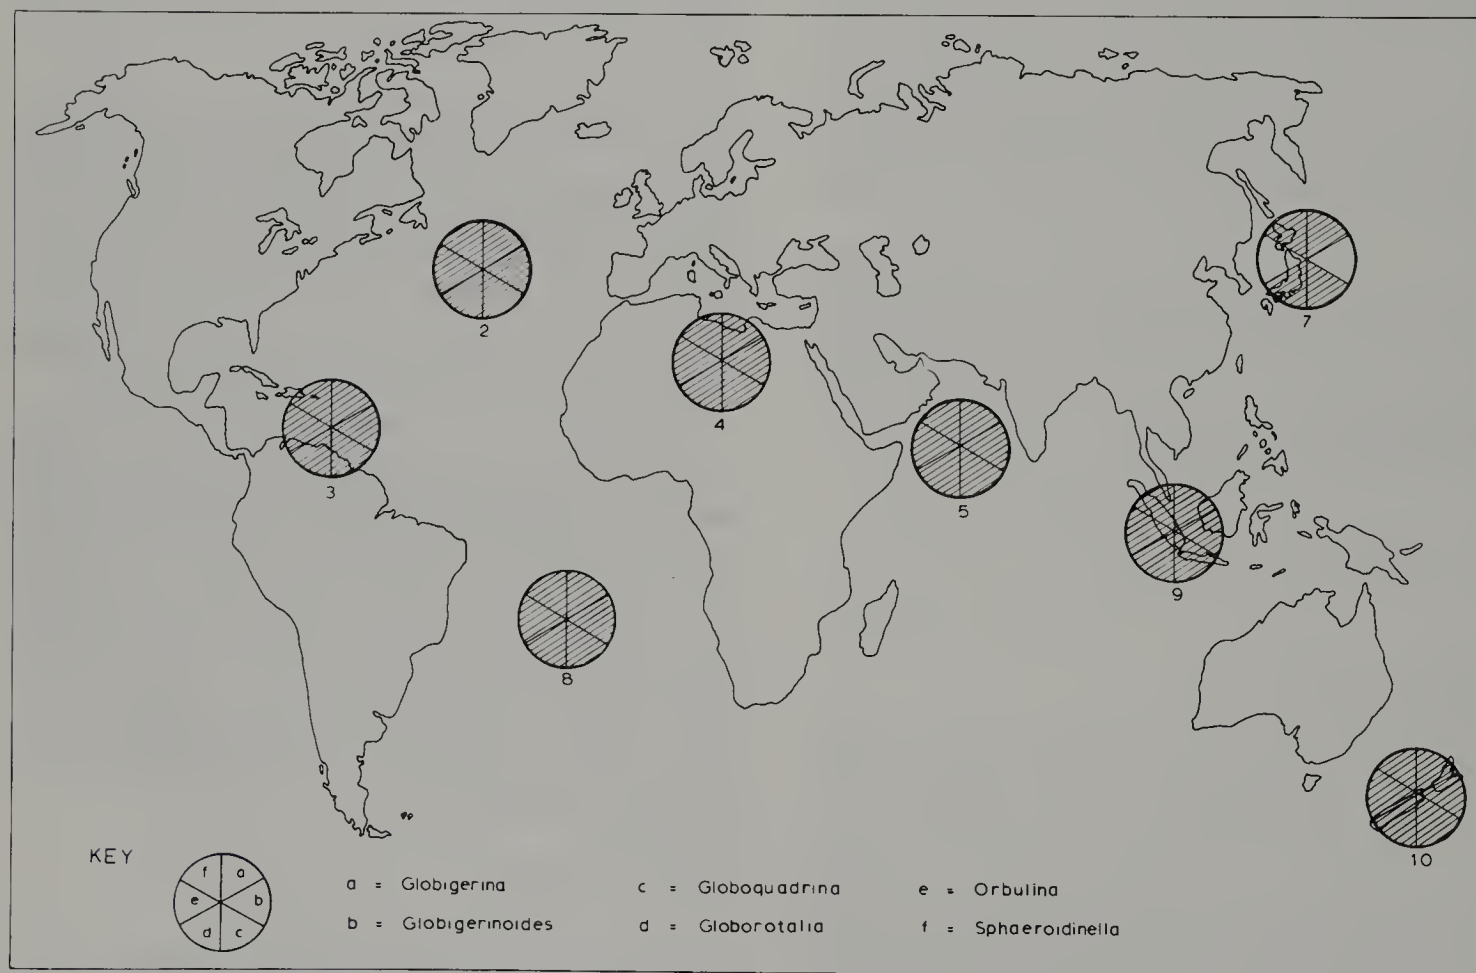 2
7
4
3
5
9
8
10
KEY
f a
e b
d c
a = Globigerina
c = Globoquadrina
e = Orbulina
b = Globigerinoides
d = Globorotalia
f = Sphaeroidinella